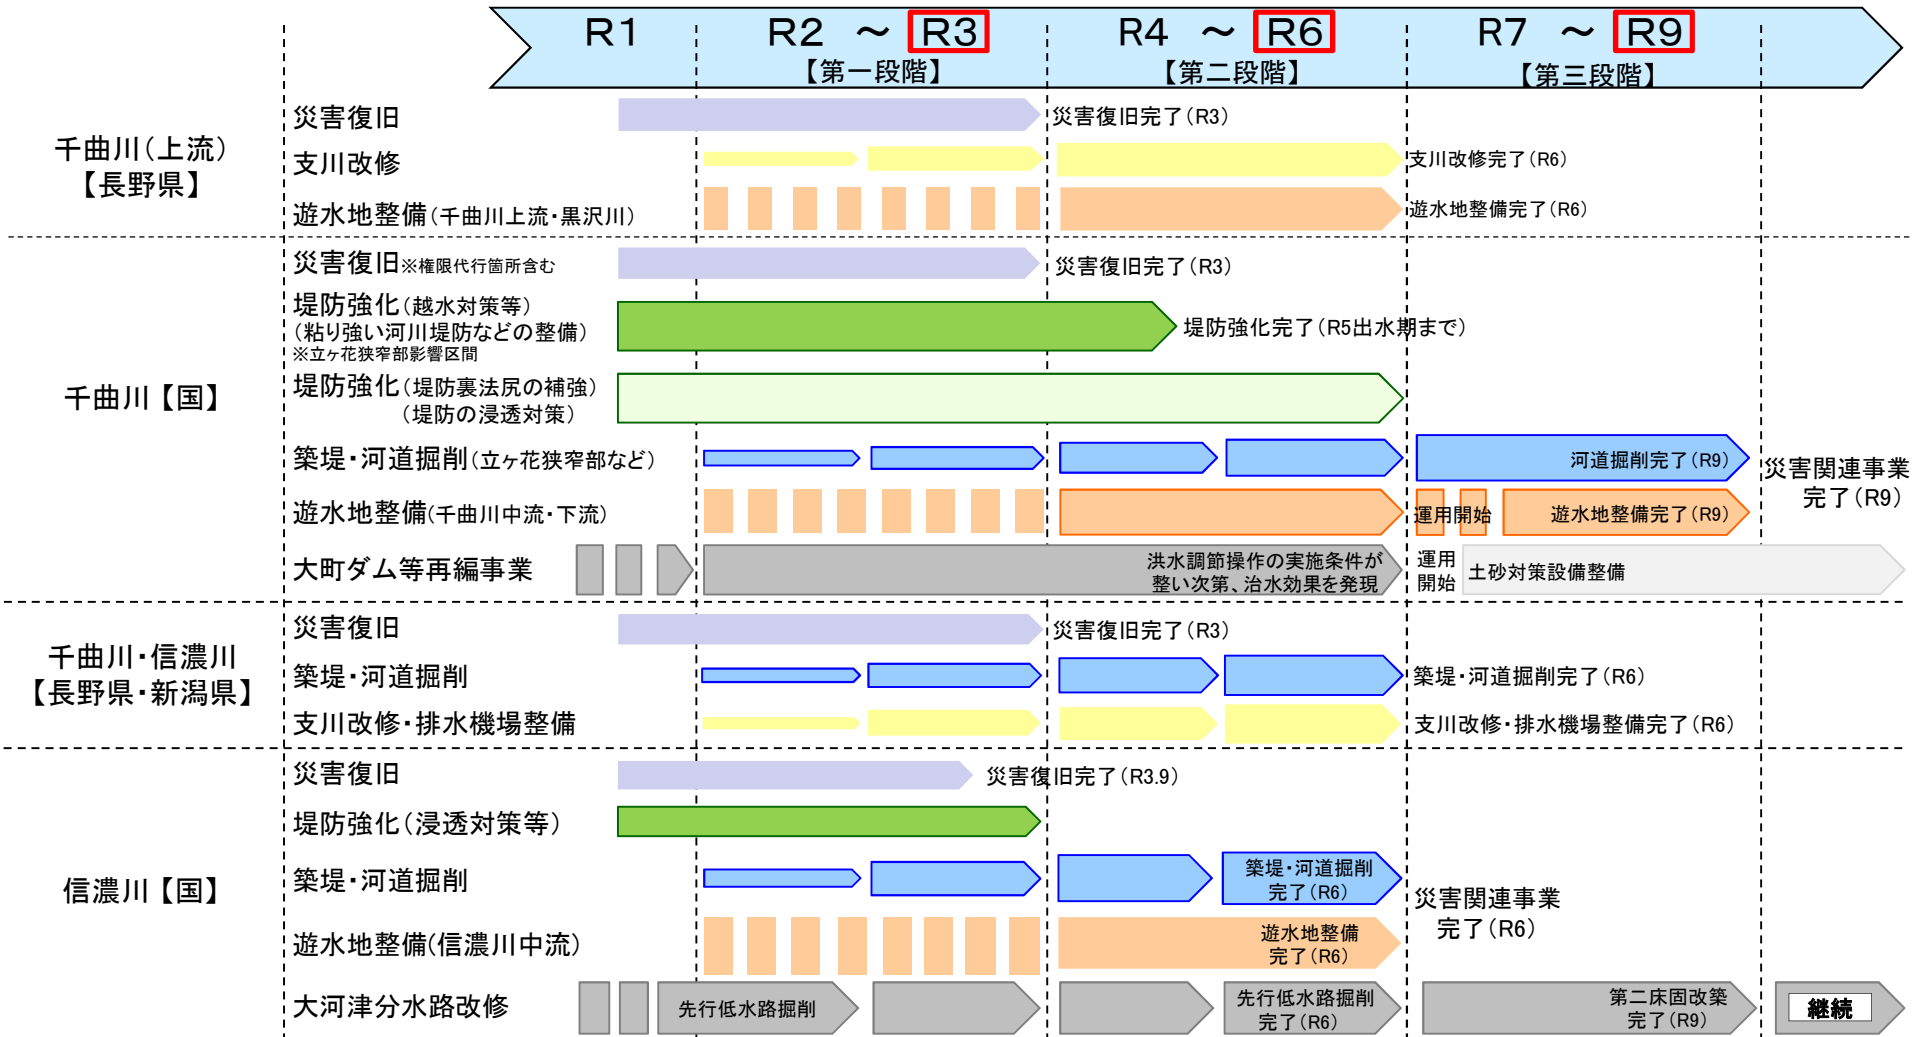 R1
R2 ～ R3
R4 ～ R6
R7 ～ R9
【第一段階】
【第二段階】
【第三段階】
千曲川（上流）
【長野県】
災害復旧
災害復旧完了（R3）
支川改修
支川改修完了（R6）
遊水地整備（千曲川上流・黒沢川）
遊水地整備完了（R6）
千曲川【国】
災害復旧※権限代行箇所含む
災害復旧完了（R3）
堤防強化（越水対策等）
（粘り強い河川堤防などの整備）
※立ヶ花狭窄部影響区間
堤防強化完了（R5出水期まで）
堤防強化（堤防裏法尻の補強）
（堤防の浸透対策）
築堤・河道掘削（立ヶ花狭窄部など）
河道掘削完了（R9）
遊水地整備（千曲川中流・下流）
運用開始
遊水地整備完了（R9）
災害関連事業
完了（R9）
大町ダム等再編事業
洪水調節操作の実施条件が
整い次第、治水効果を発現
運用
開始
土砂対策設備整備
千曲川・信濃川
【長野県・新潟県】
災害復旧
災害復旧完了（R3）
築堤・河道掘削
築堤・河道掘削完了（R6）
支川改修・排水機場整備
支川改修・排水機場整備完了（R6）
信濃川【国】
災害復旧
災害復旧完了（R3.9）
堤防強化（浸透対策等）
築堤・河道掘削
築堤・河道掘削
完了（R6）
遊水地整備（信濃川中流）
遊水地整備
完了（R6）
災害関連事業
完了（R6）
大河津分水路改修
先行低水路掘削
先行低水路掘削
完了（R6）
第二床固改築
完了（R9）
継続